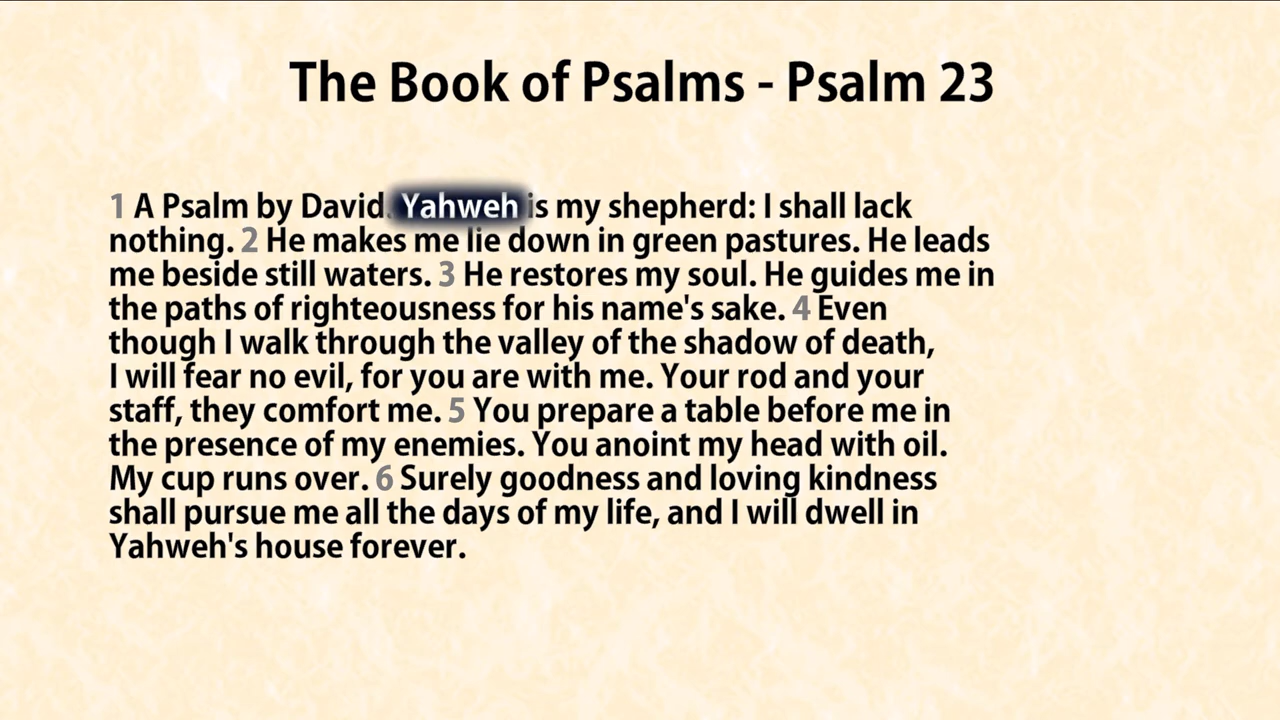 The Book of Psalms - Psalm 23
1 A Psalm by David. Yahweh is my shepherd: I shall lack
nothing. 2 He makes me lie down in green pastures. He leads
me beside still waters. 3 He restores my soul. He guides me in
the paths of righteousness for his name's sake. 4 Even
though I walk through the valley of the shadow of death,
I will fear no evil, for you are with me. Your rod and your
staff, they comfort me. 5 You prepare a table before me in
the presence of my enemies. You anoint my head with oil.
My cup runs over. 6 Surely goodness and loving kindness
shall pursue me all the days of my life, and I will dwell in
Yahweh's house forever.